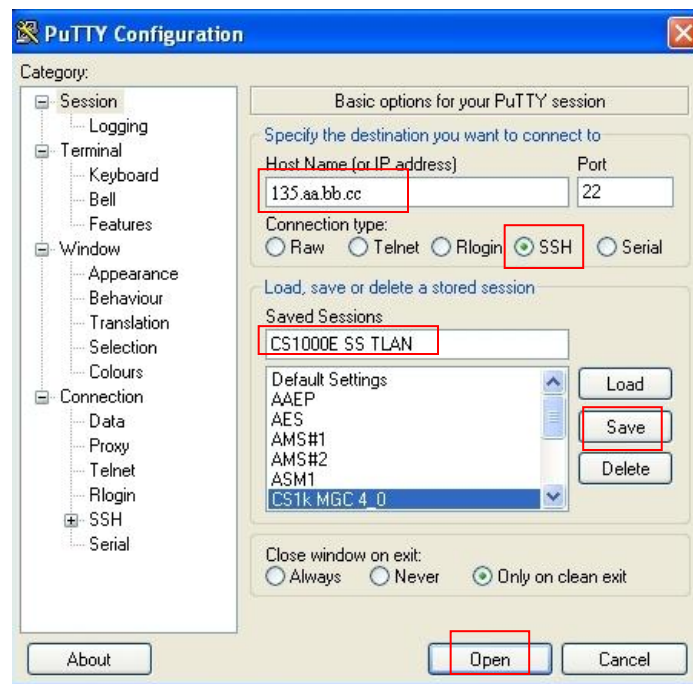 PuTTY Configuration
Category:
Session
Logging
Terminal
Keyboard
Bell
Features
Window
Appearance
Behaviour
Translation
Selection
Colours
Connection
Data
Proxy
Telnet
Rlogin
SSH
Serial
Basic options for your PuTTY session
Specify the destination you want to connect to
Host Name (or IP address) Port
135.aa.bb.cc 22
Connection type:
Raw Telnet Rlogin SSH Serial
Load, save or delete a stored session
Saved Sessions
CS1000E SS TLAN
Default Settings
AAEP
AES
AMS#1
AMS#2
ASM1
CS1k MGC 4_0
Load
Save
Delete
Close window on exit:
Always Never Only on clean exit
About Open Cancel